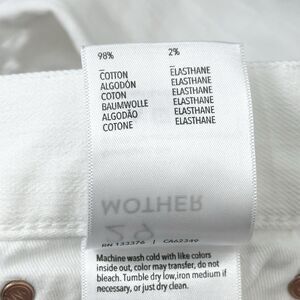 98% 2%
COTTON ELASTHANE
ALGODÓN ELASTHANE
COTON ELASTHANE
BAUMWOLLE ELASTHANE
ALGODÃO ELASTHANE
COTONE ELASTHANE
MOTHER
29
RN 133376 | CA62349
Machine wash cold with like colors
inside out, color may transfer, do not
bleach. Tumble dry low, iron medium if
necessary, or just dry clean.